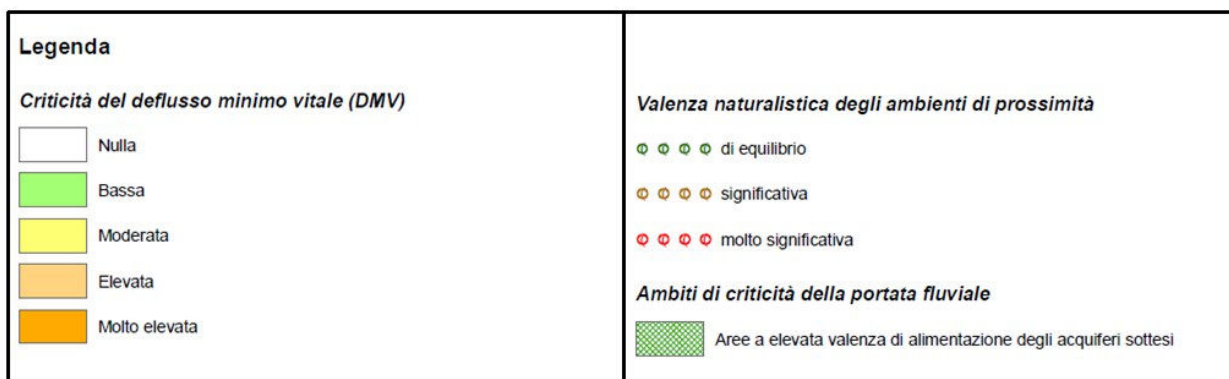 Legenda
Criticità del deflusso minimo vitale (DMV)
Nulla
Bassa
Moderata
Elevata
Molto elevata
Valenza naturalistica degli ambienti di prossimità
di equilibrio
significativa
molto significativa
Ambiti di criticità della portata fluviale
Aree a elevata valenza di alimentazione degli acquiferi sottesi